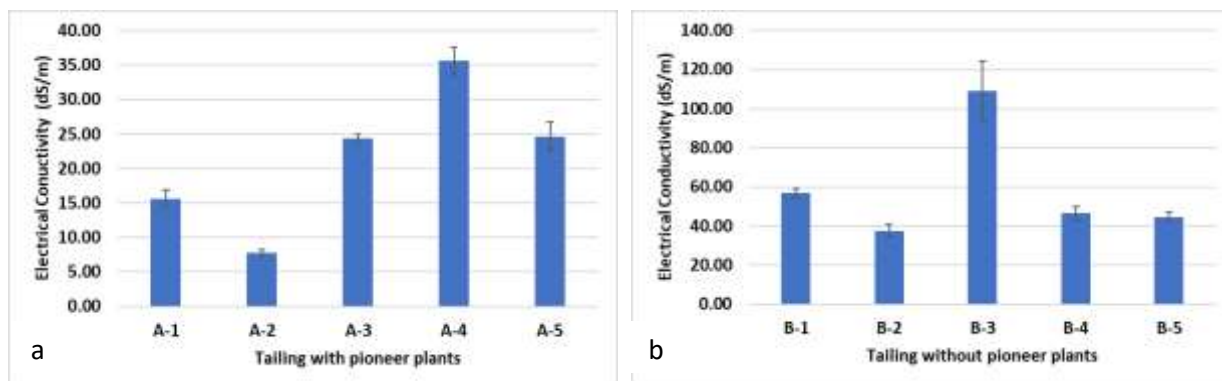 40.00
35.00
30.00
25.00
20.00
15.00
10.00
5.00
0.00
Electrical Conuctivity (dS/m)
A-1 A-2 A-3 A-4 A-5
Tailing with pioneer plants
a
140.00
120.00
100.00
80.00
60.00
40.00
20.00
0.00
Electrical Conductivity (dS/m)
B-1 B-2 B-3 B-4 B-5
Tailing without pioneer plants
b